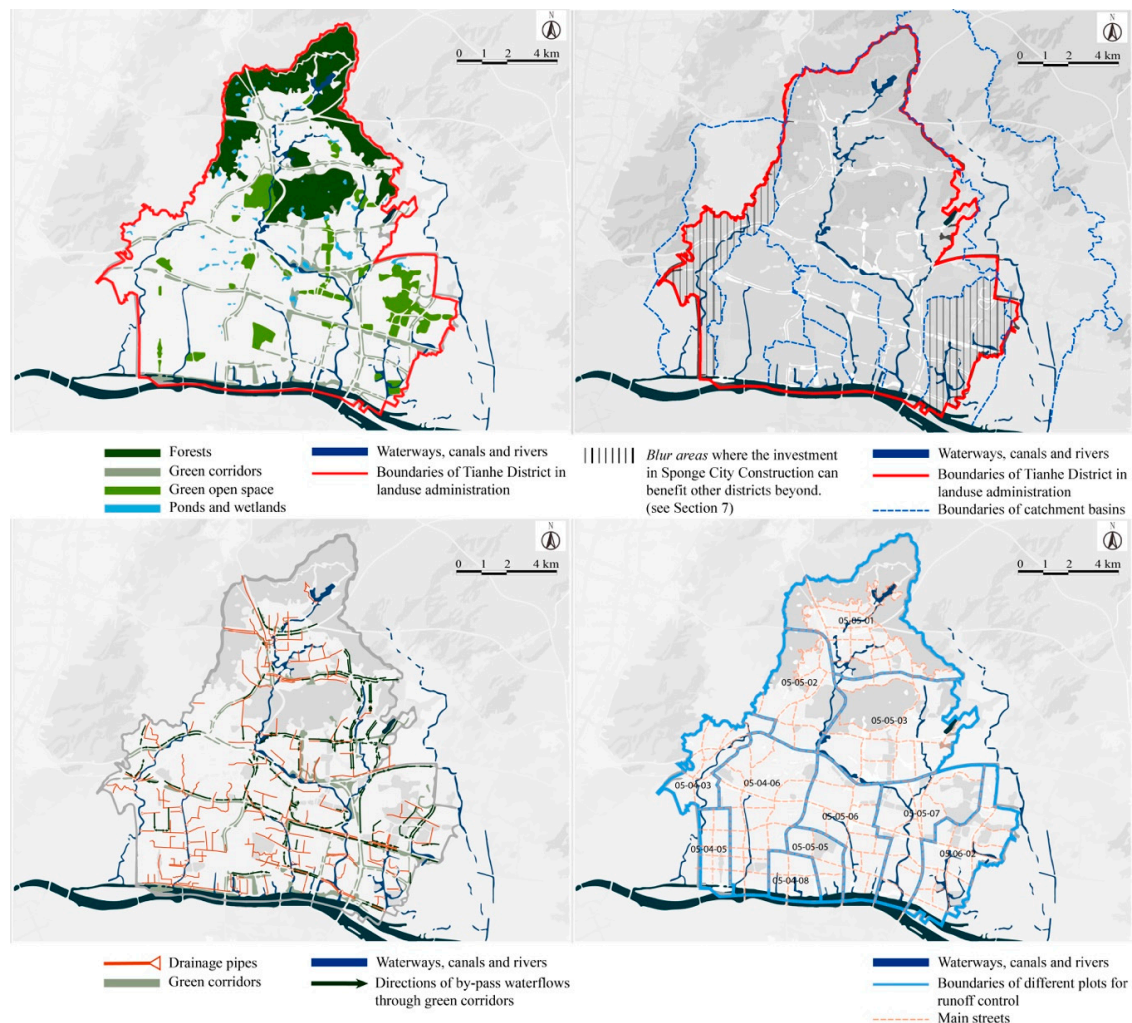 N
0 1 2 4 km
N
0 1 2 4 km
Forests
Green corridors
Green open space
Ponds and wetlands
Waterways, canals and rivers
Boundaries of Tianhe District in
landuse administration
Blur areas where the investment
in Sponge City Construction can
benefit other districts beyond.
(see Section 7)
Waterways, canals and rivers
Boundaries of Tianhe District in
landuse administration
Boundaries of catchment basins
N
0 1 2 4 km
N
0 1 2 4 km
05-05-01
05-05-02
05-05-03
05-04-03
05-04-06
05-05-06
05-05-07
05-04-05
05-05-05
05-06-02
05-04-08
Drainage pipes
Green corridors
Waterways, canals and rivers
Directions of by-pass waterflows
through green corridors
Waterways, canals and rivers
Boundaries of different plots for
runoff control
Main streets